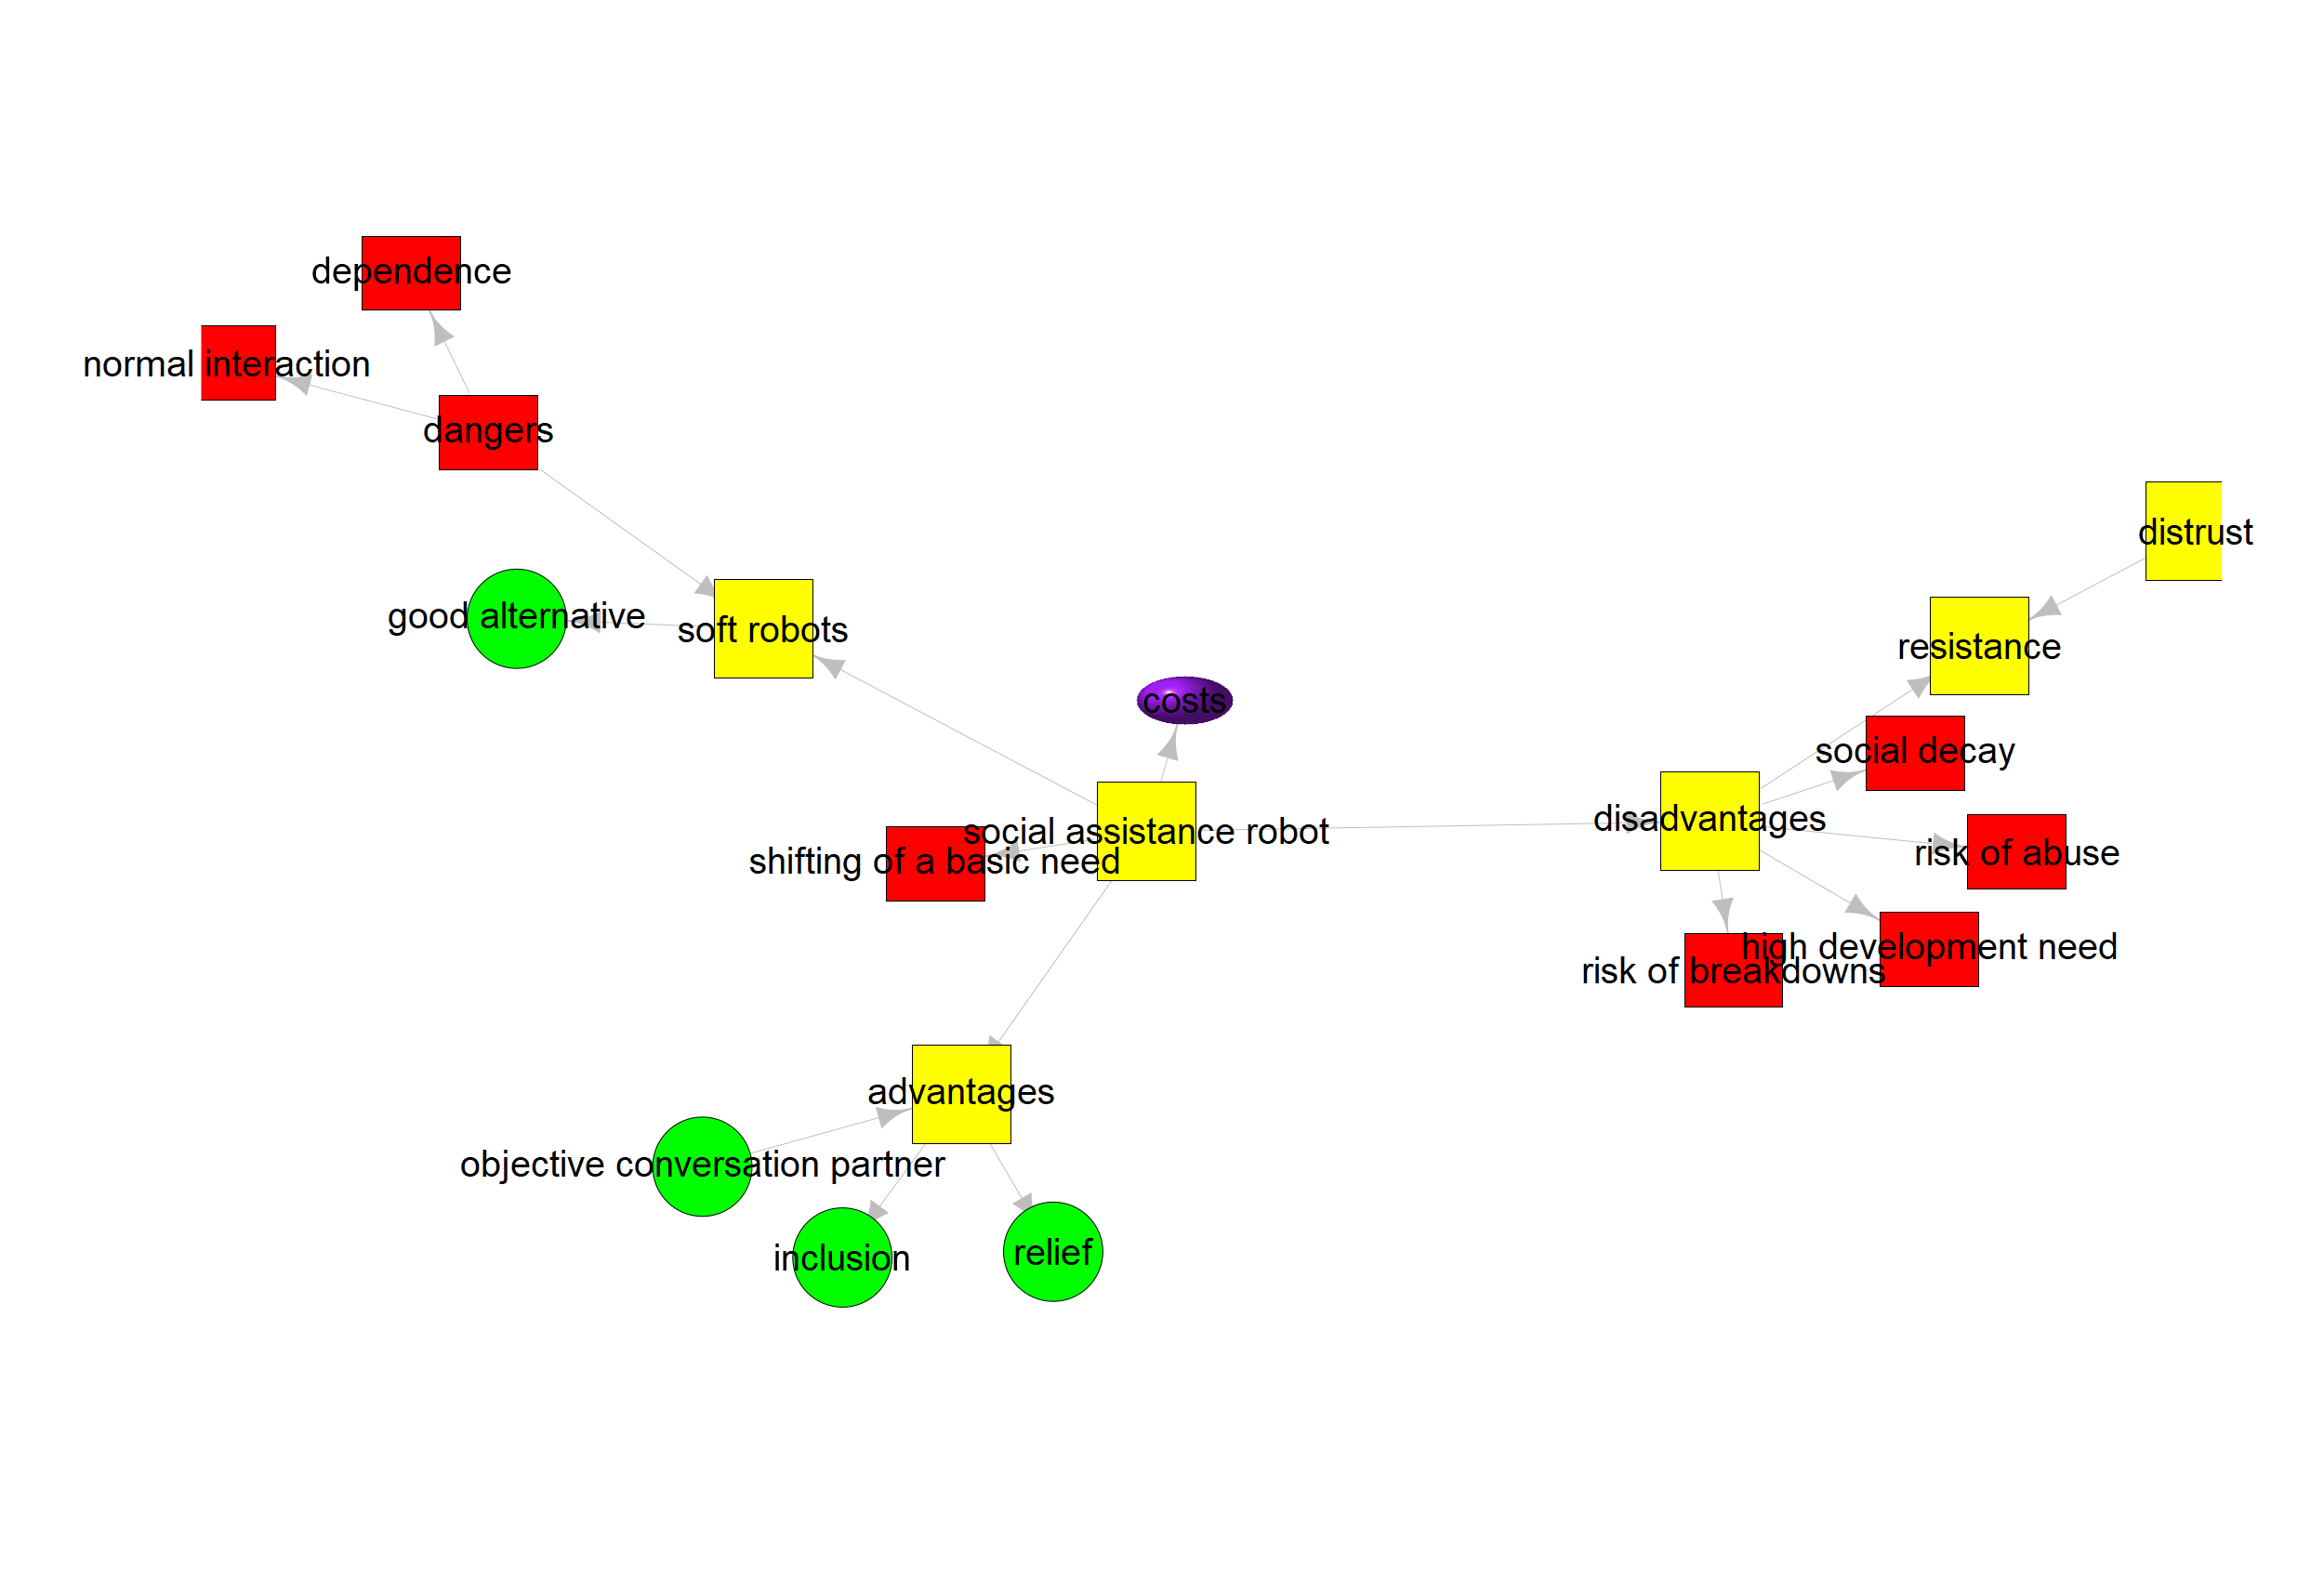 dependence
normal interaction
dangers
distrust
good alternative
soft robots
resistance
costs
social decay
social assistance robot
disadvantages
shifting of a basic need
risk of abuse
high development need
risk of breakdowns
advantages
objective conversation partner
inclusion
relief